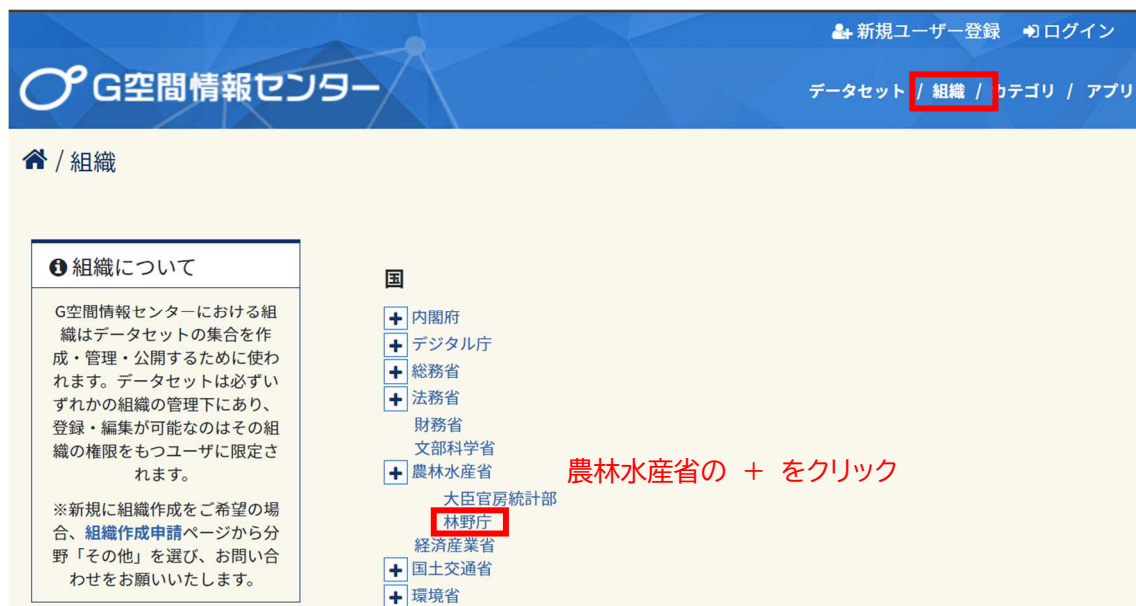 新規ユーザー登録 ログイン
G空間情報センター
データセット / 組織 / カテゴリ / アプリ
/ 組織
組織について
G空間情報センターにおける組
織はデータセットの集合を作
成・管理・公開するために使わ
れます。データセットは必ずい
ずれかの組織の管理下にあり、
登録・編集が可能なのはその組
織の権限をもつユーザに限定さ
れます。
※新規に組織作成をご希望の場
合、組織作成申請ページから分
野「その他」を選び、お問い合
わせをお願いいたします。
国
内閣府
デジタル庁
総務省
法務省
財務省
文部科学省
農林水産省
農林水産省の + をクリック
大臣官房統計部
林野庁
経済産業省
国土交通省
環境省